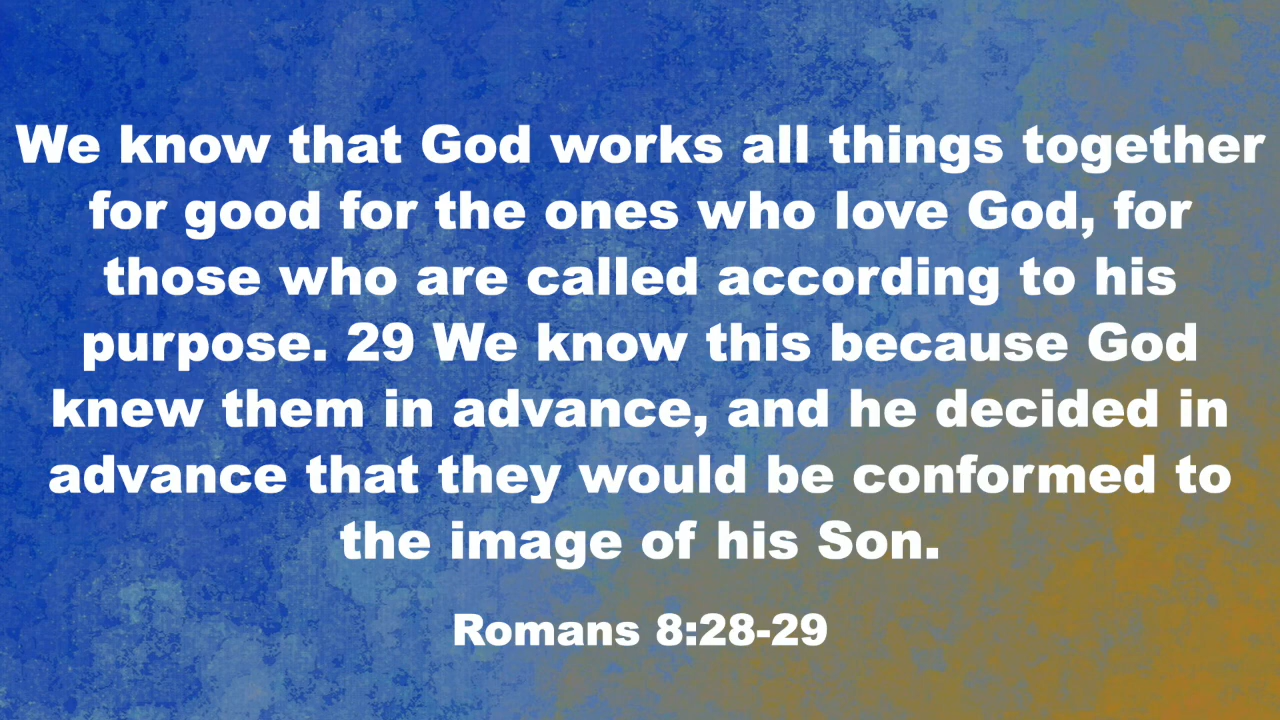 We know that God works all things together
for good for the ones who love God, for
those who are called according to his
purpose. 29 We know this because God
knew them in advance, and he decided in
advance that they would be conformed to
the image of his Son.
Romans 8:28-29